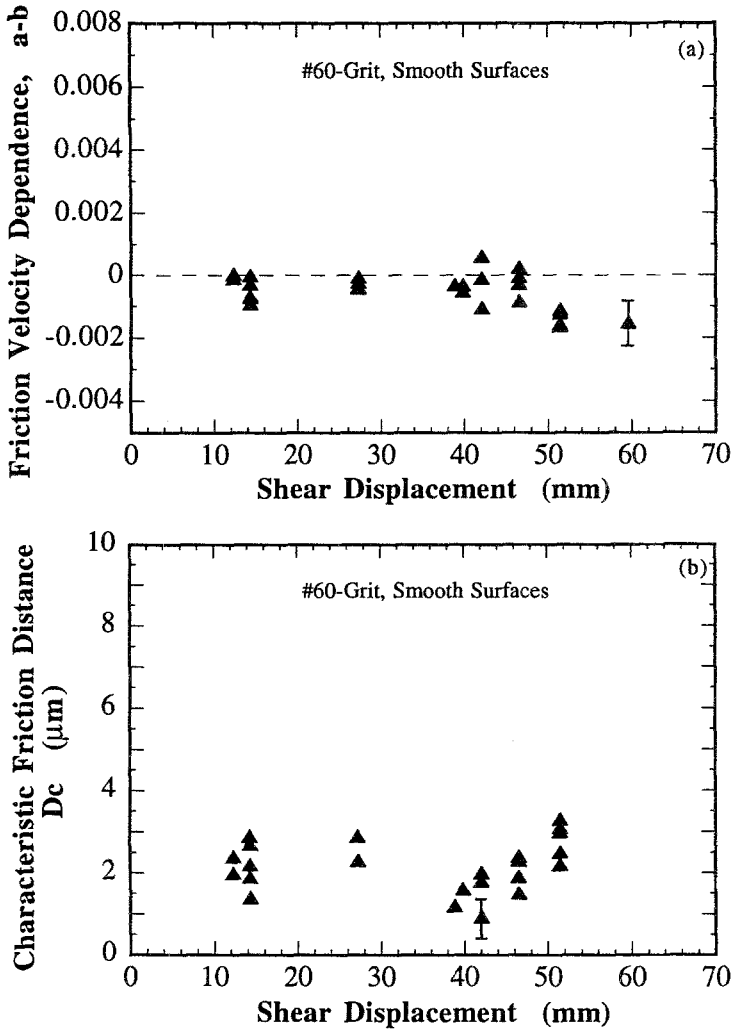 Friction Velocity Dependence, a-b
0.008
0.006
0.004
0.002
0
-0.002
-0.004
(a)
#60-Grit, Smooth Surfaces
0 10 20 30 40 50 60 70
Shear Displacement (mm)
Characteristic Friction Distance
Dc (μm)
10
8
6
4
2
0
(b)
#60-Grit, Smooth Surfaces
0 10 20 30 40 50 60 70
Shear Displacement (mm)